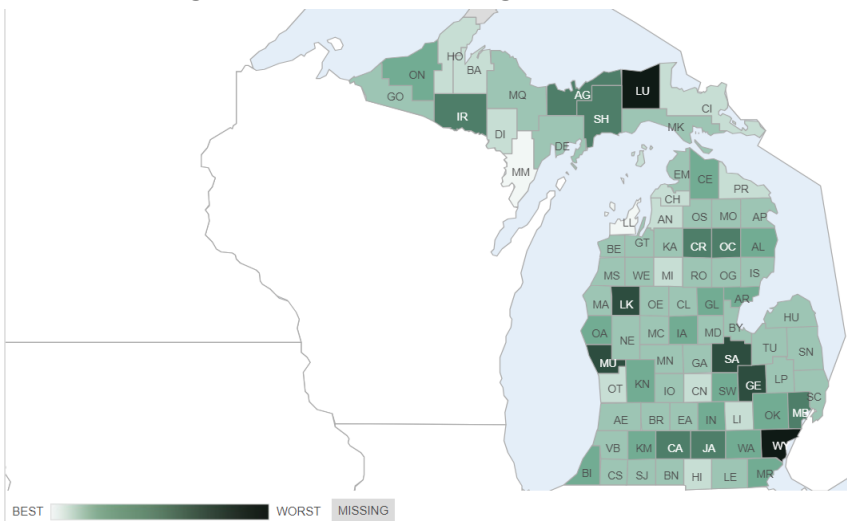 HO
BA
ON
GO
MQ
AG
LU
IR
SH
CI
DI
MK
DE
MM
EM
CE
PR
CH
LL
AN
OS
MO
AP
BE
GT
KA
CR
OC
AL
MS
WE
MI
RO
OG
IS
MA
LK
OE
CL
GL
AR
HU
OA
NE
MC
IA
MD
BY
TU
SN
MU
MN
GA
SA
OT
KN
IO
CN
SW
GE
LP
SC
AE
BR
EA
IN
LI
OK
MB
VB
KM
CA
JA
WA
WY
BI
CS
SJ
BN
HI
LE
MR
BEST WORST MISSING